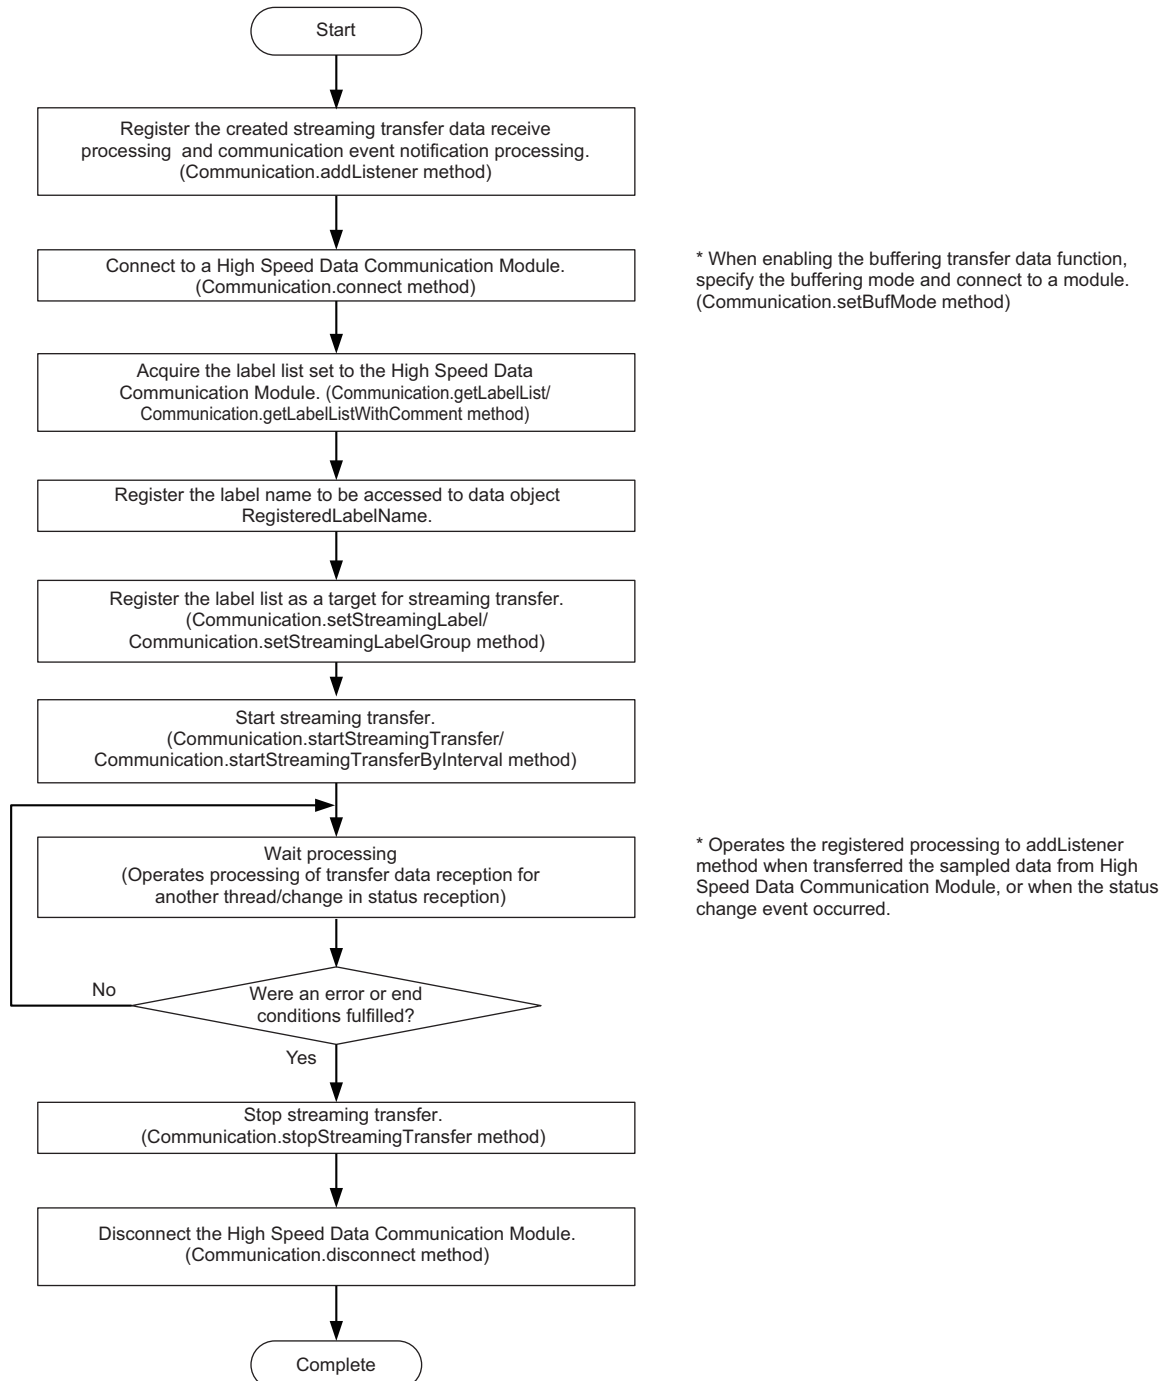 Start
Register the created streaming transfer data receive
processing and communication event notification processing.
(Communication.addListener method)
Connect to a High Speed Data Communication Module.
(Communication.connect method)
* When enabling the buffering transfer data function,
specify the buffering mode and connect to a module.
(Communication.setBufMode method)
Acquire the label list set to the High Speed Data
Communication Module. (Communication.getLabelList/
Communication.getLabelListWithComment method)
Register the label name to be accessed to data object
RegisteredLabelName.
Register the label list as a target for streaming transfer.
(Communication.setStreamingLabel/
Communication.setStreamingLabelGroup method)
Start streaming transfer.
(Communication.startStreamingTransfer/
Communication.startStreamingTransferByInterval method)
Wait processing
(Operates processing of transfer data reception for
another thread/change in status reception)
* Operates the registered processing to addListener
method when transferred the sampled data from High
Speed Data Communication Module, or when the status
change event occurred.
No
Were an error or end
conditions fulfilled?
Yes
Stop streaming transfer.
(Communication.stopStreamingTransfer method)
Disconnect the High Speed Data Communication Module.
(Communication.disconnect method)
Complete